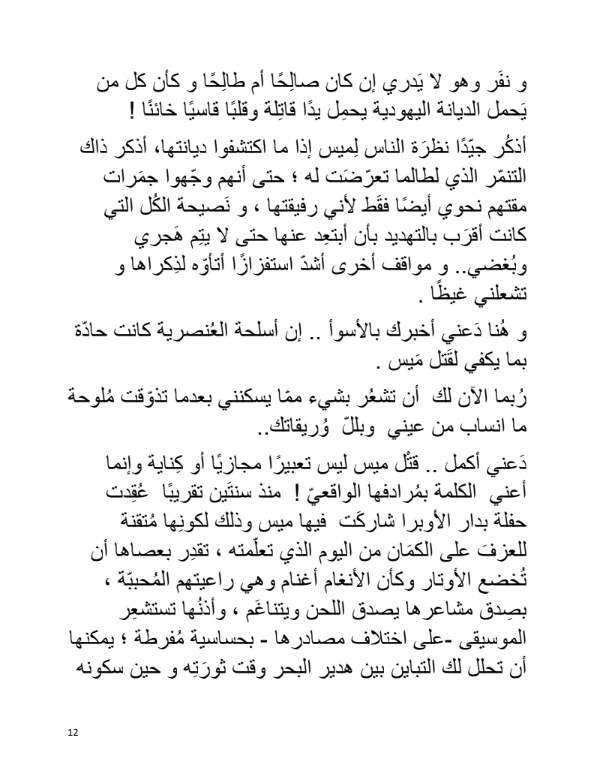 و نفَر وهو لا يَدري إن كان صالِحًا أم طالِحًا و كأن كل من
يَحمل الديانة اليهودية يحمِل يدًا قاتِلة وقلبًا قاسيًا خائنًا !
أذكُر جيّدًا نظرَة الناس لِميس إذا ما اكتشفوا ديانتها، أذكر ذاك
التنمّر الذي لطالما تعرّضَت له ؛ حتى أنهم وجّهوا جمَرات
مقتهم نحوي أيضًا فقَط لأني رفيقتها ، و نَصيحة الكُل التي
كانت أقرَب بالتهديد بأن أبتعِد عنها حتى لا يتِم هَجري
وبُغضي.. و مواقف أخرى أشدّ استفزازًا أتأوّه لذِكراها و
تشعلني غيظًا .
و هُنا دَعني أخبرك بالأسوأ .. إن أسلحة العُنصرية كانت حادّة
بما يكفي لقَتل مَيس .
رُبما الآن لك أن تشعُر بشيء ممّا يسكنني بعدما تذوّقت مُلوحة
ما انساب من عيني وبللّ وُريقاتك..
دَعني أكمل .. قتْل ميس ليس تعبيرًا مجازيًا أو كِناية وإنما
أعني الكلمة بمُرادفها الواقعيّ ! منذ سنتَين تقريبًا عُقِدت
حفلة بدار الأوبرا شاركَت فيها ميس وذلك لكونِها مُتقنة
للعزفَ على الكمَان من اليوم الذي تعلّمته ، تقدِر بعصاها أن
تُخضع الأوتار وكأن الأنغام أغنام وهي راعيتهم المُحببّة ،
بصِدق مشاعرها يصدق اللحن ويتناغَم ، وأذنُها تستشعِر
الموسيقى -على اختلاف مصادرها - بحساسية مُفرطة ؛ يمكنها
أن تحلل لك التباين بين هدير البحر وقت ثورَتِه و حين سكونه
12